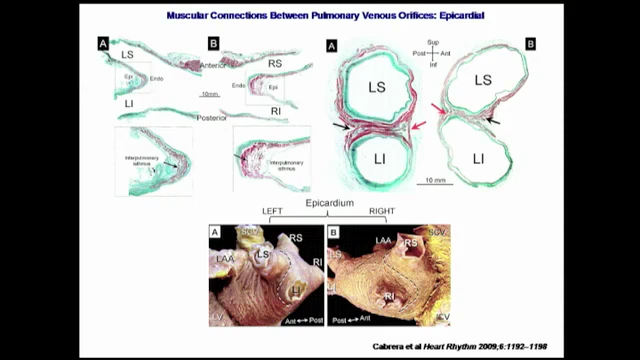 Muscular Connections Between Pulmonary Venous Orifices: Epicardial
A
B
LS
Anterior
RS
Epi
Endo
Endo
Epi
10mm
LI
Posterior
RI
Interpulmonary
isthmus
Interpulmonary
isthmus
A
Sup
Post
Ant
Inf
B
LS
LS
LI
LI
10 mm
Epicardium
LEFT
RIGHT
A
RS
LS
LAA
RI
LI
LV
Ant
Post
B
LAA
RS
SCV
LS
LI
RI
ICV
Post
Ant
Cabrera et al Heart Rhythm 2009;6:1192–1198